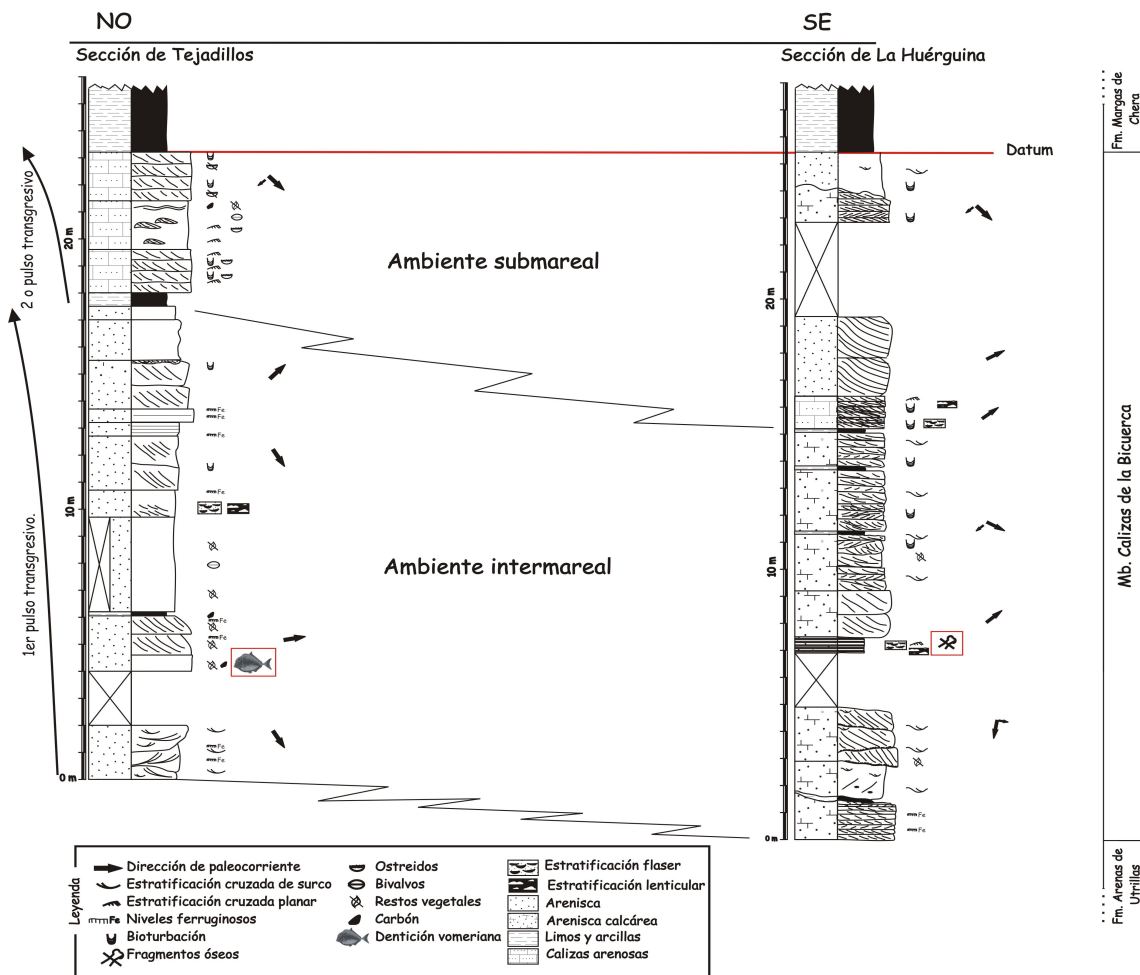 NO
SE
Sección de Tejadillos
Sección de La Huérguina
Fm. Margas de
Chera
Datum
2 o pulso transgresivo
20 m
Ambiente submareal
20 m
1er pulso transgresivo.
10 m
Ambiente intermareal
10 m
Mb. Calizas de la Bicuerca
Fe
Fe
Fe
Fe
Fe
Fe
Fe
Fe
Fe
0 m
0 m
Fm. Arenas de
Utrillas
Leyenda
Dirección de paleocorriente
Estratificación cruzada de surco
Estratificación cruzada planar
Fe Niveles ferruginosos
Bioturbación
Fragmentos óseos
Ostreidos
Bivalvos
Restos vegetales
Carbón
Dentición vomeriana
Estratificación flaser
Estratificación lenticular
Arenisca
Arenisca calcárea
Limos y arcillas
Calizas arenosas